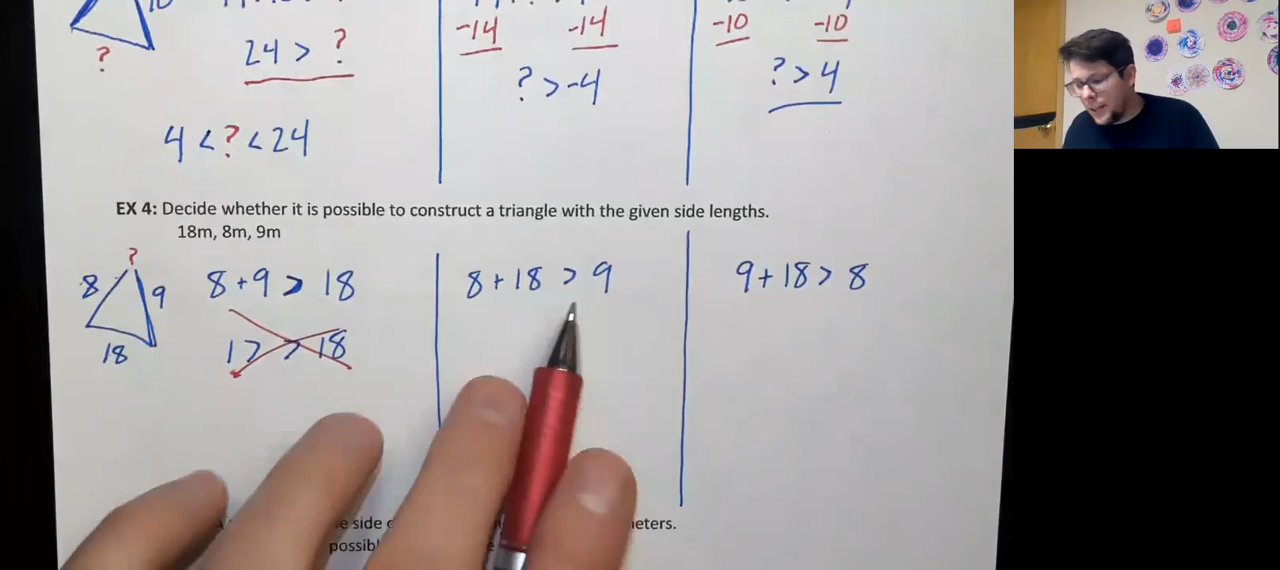 10
?
24 > ?
-14 -14
? > -4
-10 -10
? > 4
4 < ? < 24
EX 4: Decide whether it is possible to construct a triangle with the given side lengths.
18m, 8m, 9m
?
8
9
18
8 + 9 > 18
17 > 18
8 + 18 > 9
9 + 18 > 8
side
eters.
possib